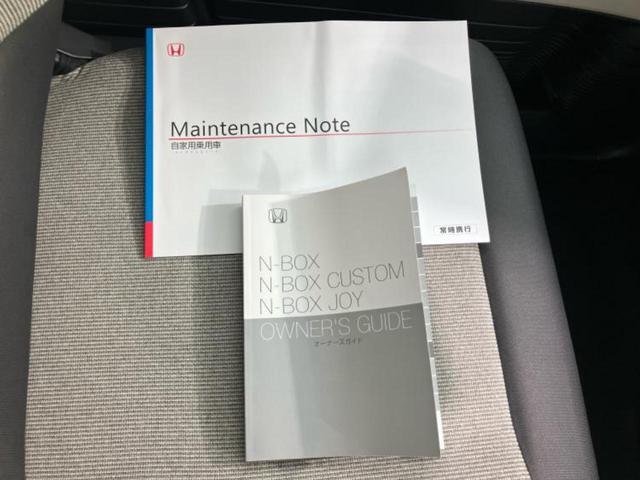 Maintenance Note
自家用乗用車
常時携行
N-BOX
N-BOX CUSTOM
N-BOX JOY
OWNER'S GUIDE
オーナーズガイド